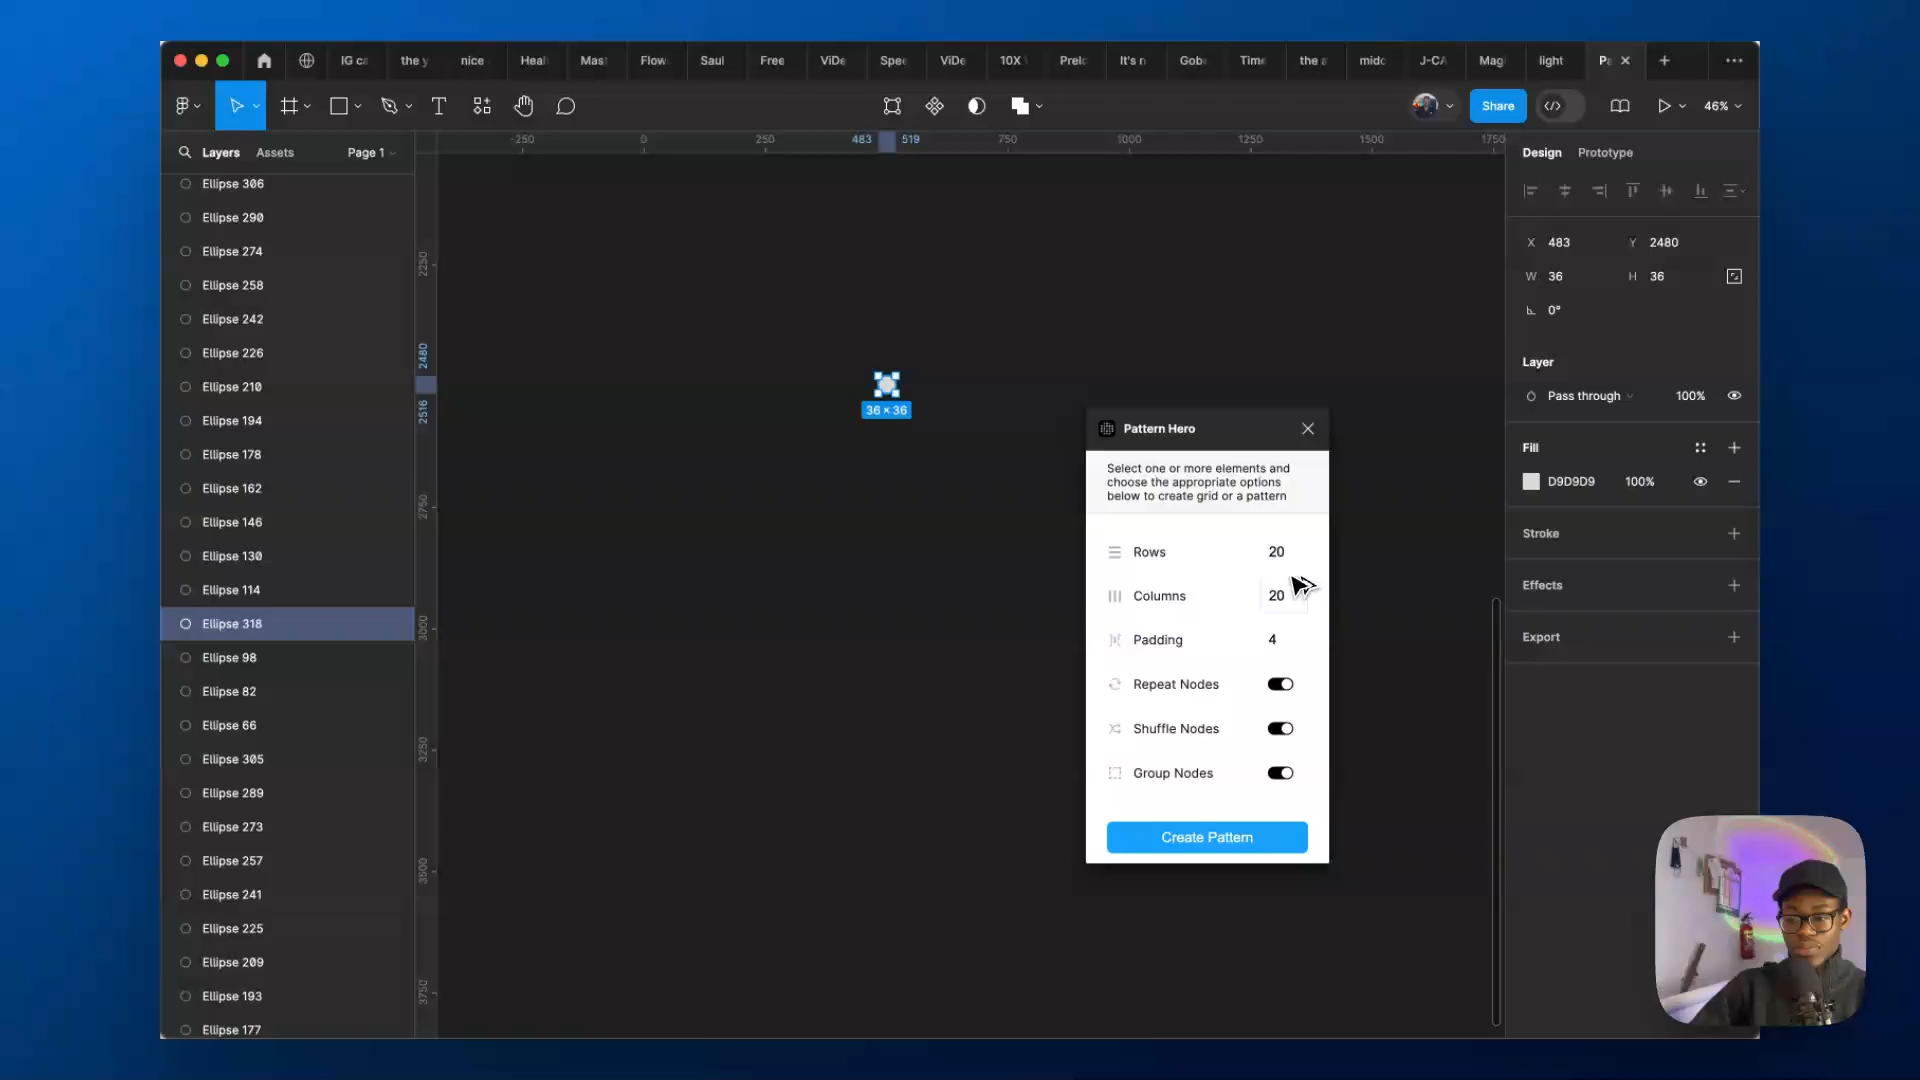 IG ca
the y
nice
Heal
Mast
Flow
Saul
Free
ViDe
Spee
ViDe
10X
Prelo
It's n
Gob
Time
the a
midc
J-CA
Mag
light
Pa
Share
46%
Layers
Assets
Page 1
-250
0
250
483
519
750
1000
1250
1500
1750
Design
Prototype
Ellipse 306
Ellipse 290
Ellipse 274
Ellipse 258
Ellipse 242
Ellipse 226
Ellipse 210
Ellipse 194
Ellipse 178
Ellipse 162
Ellipse 146
Ellipse 130
Ellipse 114
Ellipse 318
Ellipse 98
Ellipse 82
Ellipse 66
Ellipse 305
Ellipse 289
Ellipse 273
Ellipse 257
Ellipse 241
Ellipse 225
Ellipse 209
Ellipse 193
Ellipse 177
2250
2480
2516
2750
3000
3250
3500
3750
36 × 36
Pattern Hero
Select one or more elements and
choose the appropriate options
below to create grid or a pattern
Rows 20
Columns 20
Padding 4
Repeat Nodes
Shuffle Nodes
Group Nodes
Create Pattern
X 483 Y 2480
W 36 H 36
0°
Layer
Pass through 100%
Fill
D9D9D9 100%
Stroke
Effects
Export